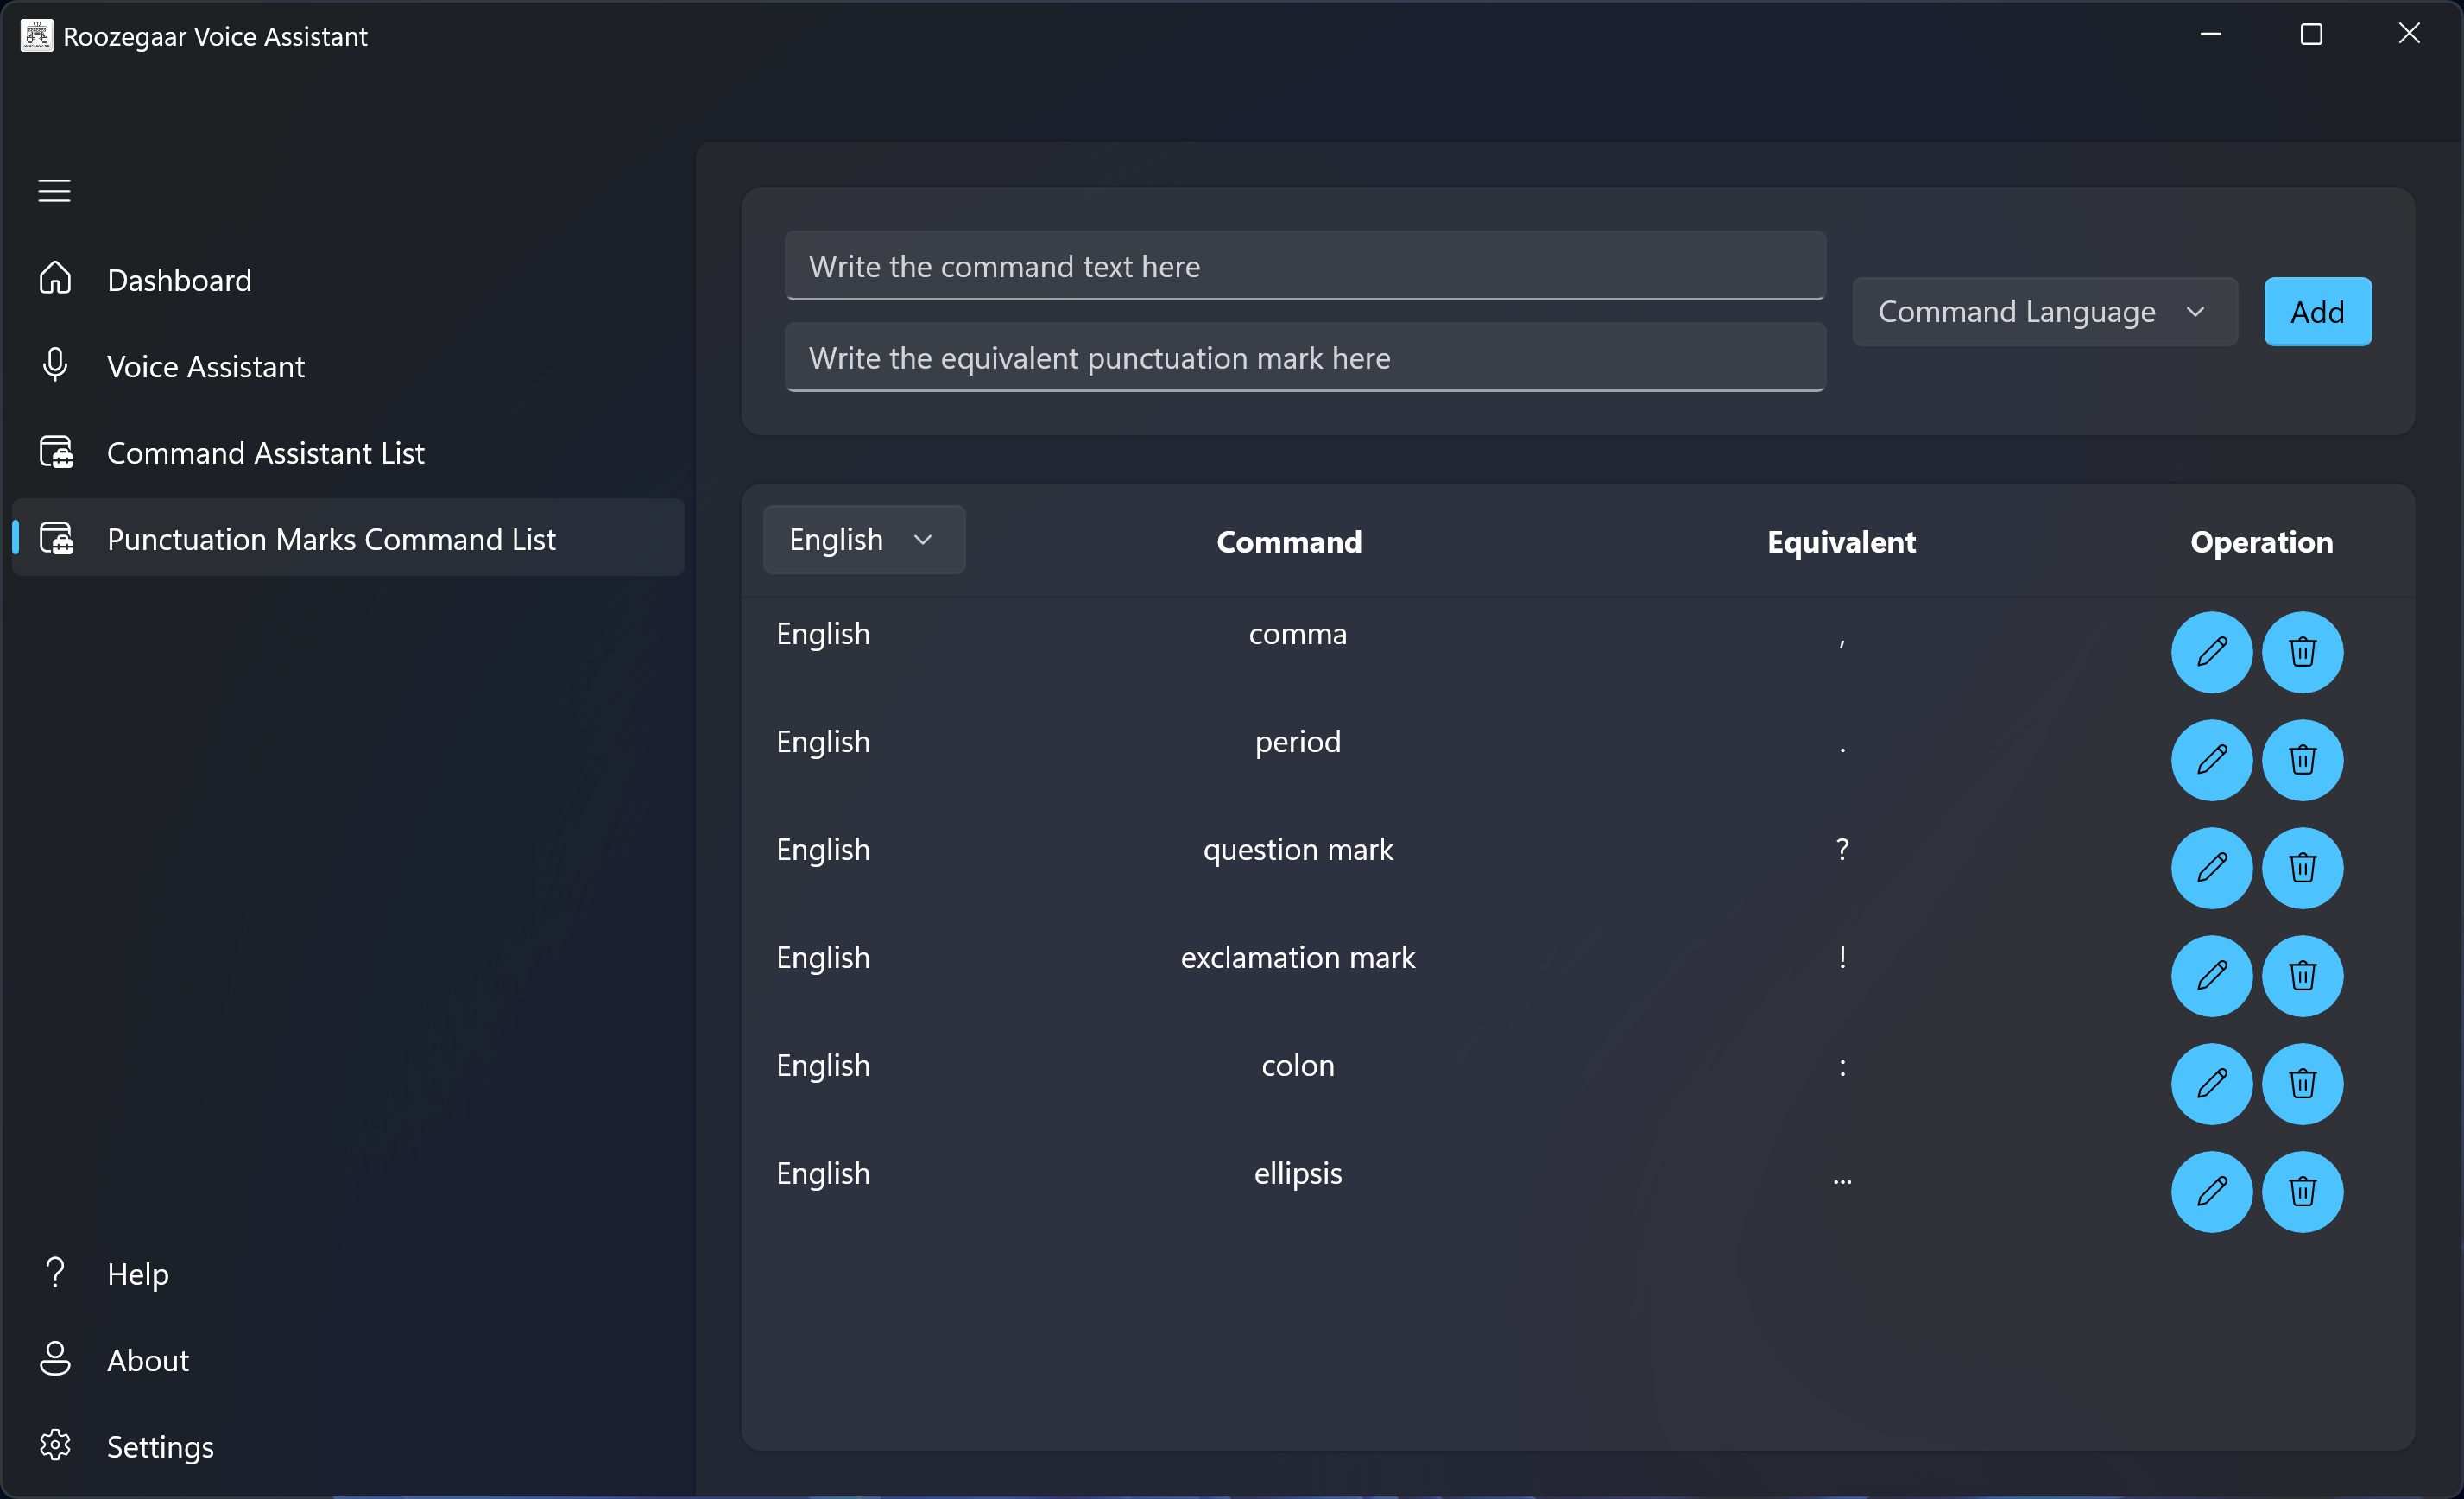 Roozegaar Voice Assistant
Dashboard
Voice Assistant
Command Assistant List
Punctuation Marks Command List
Help
About
Settings
Write the command text here
Write the equivalent punctuation mark here
Command Language
Add
English Command Equivalent Operation
English comma ,
English period .
English question mark ?
English exclamation mark !
English colon :
English ellipsis ...